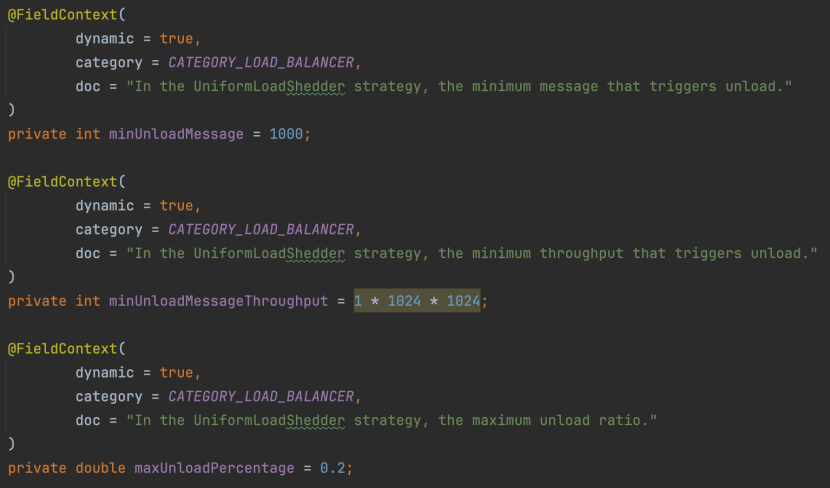 @FieldContext(
dynamic = true,
category = CATEGORY_LOAD_BALANCER,
doc = "In the UniformLoadShedder strategy, the minimum message that triggers unload."
)
private int minUnloadMessage = 1000;
@FieldContext(
dynamic = true,
category = CATEGORY_LOAD_BALANCER,
doc = "In the UniformLoadShedder strategy, the minimum throughput that triggers unload."
)
private int minUnloadMessageThroughput = 1 * 1024 * 1024;
@FieldContext(
dynamic = true,
category = CATEGORY_LOAD_BALANCER,
doc = "In the UniformLoadShedder strategy, the maximum unload ratio."
)
private double maxUnloadPercentage = 0.2;